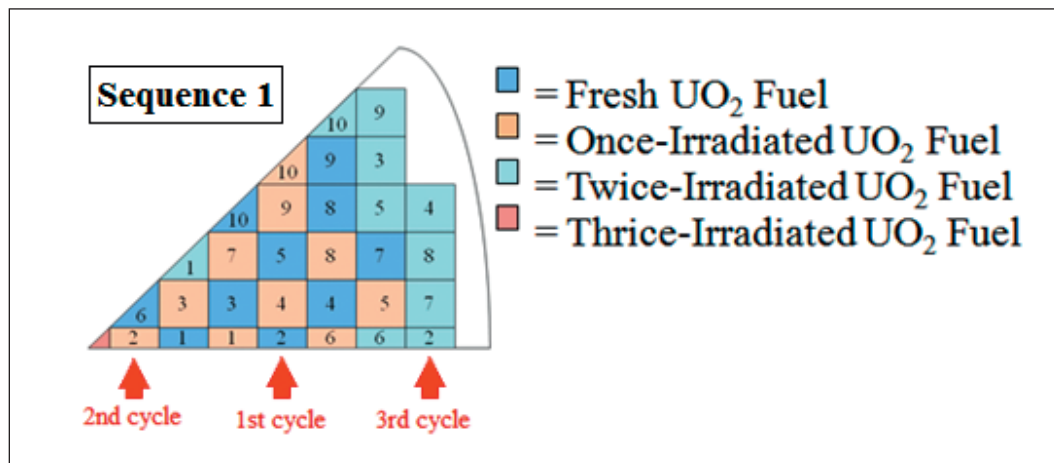 Sequence 1
= Fresh UO₂ Fuel
= Once-Irradiated UO₂ Fuel
= Twice-Irradiated UO₂ Fuel
= Thrice-Irradiated UO₂ Fuel
10 9
10 9 3
10 9 8 5 4
1 7 5 8 7 8
6 3 3 4 4 5 7
2 1 1 2 6 6 2
2nd cycle 1st cycle 3rd cycle